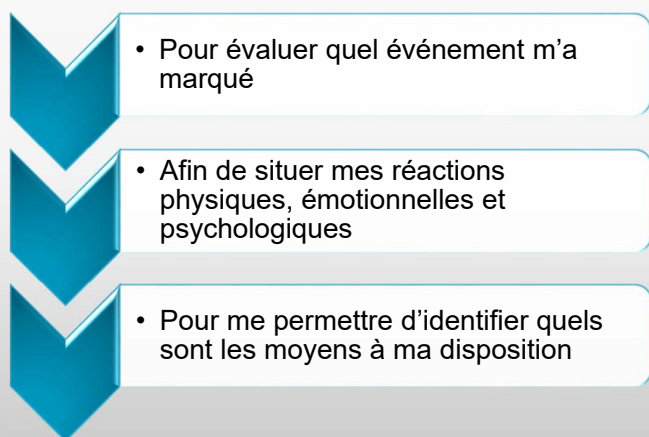 • Pour évaluer quel événement m’a
marqué
• Afin de situer mes réactions
physiques, émotionnelles et
psychologiques
• Pour me permettre d’identifier quels
sont les moyens à ma disposition